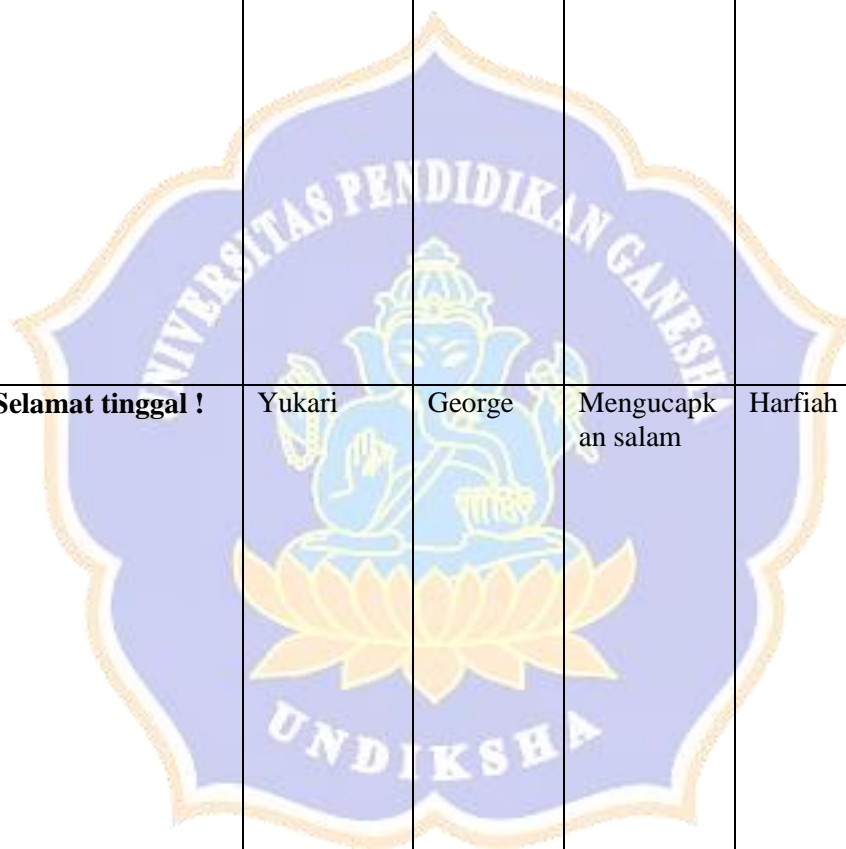 UNIVERSITAS PENDIDIKAN GANESHA
Selamat tinggal ! Yukari George Mengucapk Harfiah
an salam
UNDIKSHA